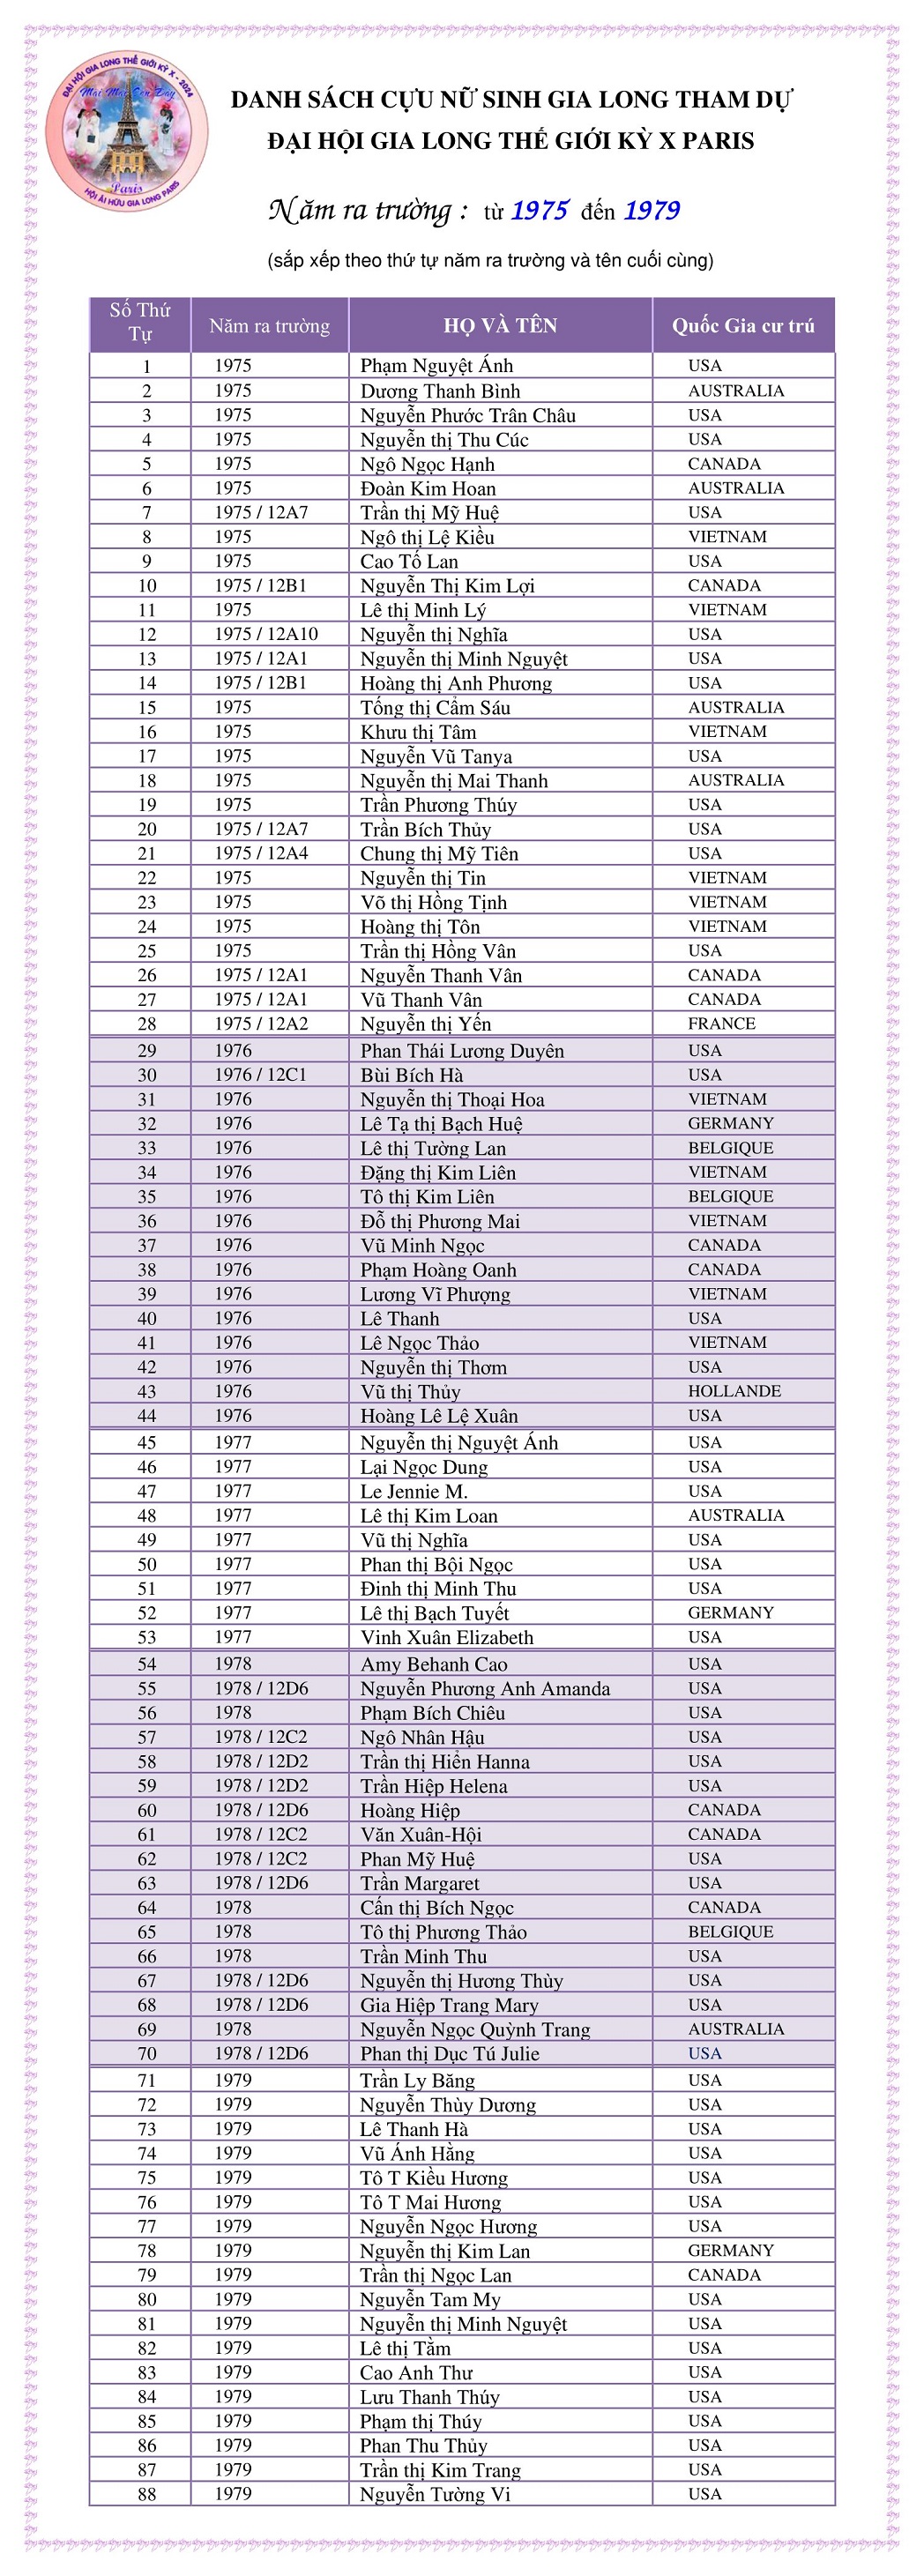 ĐẠI HỘI GIA LONG THẾ GIỚI KỲ X - 2024
Mãi Mãi Còn Đây
Paris
HỘI ÁI HỮU GIA LONG PARIS
DANH SÁCH CỰU NỮ SINH GIA LONG THAM DỰ
ĐẠI HỘI GIA LONG THẾ GIỚI KỲ X PARIS
Năm ra trường : từ 1975 đến 1979
(sắp xếp theo thứ tự năm ra trường và tên cuối cùng)
Số Thứ Tự Năm ra trường HỌ VÀ TÊN Quốc Gia cư trú
1 1975 Phạm Nguyệt Ánh USA
2 1975 Dương Thanh Bình AUSTRALIA
3 1975 Nguyễn Phước Trân Châu USA
4 1975 Nguyễn thị Thu Cúc USA
5 1975 Ngô Ngọc Hạnh CANADA
6 1975 Đoàn Kim Hoan AUSTRALIA
7 1975 / 12A7 Trần thị Mỹ Huệ USA
8 1975 Ngô thị Lệ Kiều VIETNAM
9 1975 Cao Tố Lan USA
10 1975 / 12B1 Nguyễn Thị Kim Lợi CANADA
11 1975 Lê thị Minh Lý VIETNAM
12 1975 / 12A10 Nguyễn thị Nghĩa USA
13 1975 / 12A1 Nguyễn thị Minh Nguyệt USA
14 1975 / 12B1 Hoàng thị Anh Phương USA
15 1975 Tống thị Cẩm Sáu AUSTRALIA
16 1975 Khưu thị Tâm VIETNAM
17 1975 Nguyễn Vũ Tanya USA
18 1975 Nguyễn thị Mai Thanh AUSTRALIA
19 1975 Trần Phương Thúy USA
20 1975 / 12A7 Trần Bích Thủy USA
21 1975 / 12A4 Chung thị Mỹ Tiên USA
22 1975 Nguyễn thị Tin VIETNAM
23 1975 Võ thị Hồng Tịnh VIETNAM
24 1975 Hoàng thị Tôn VIETNAM
25 1975 Trần thị Hồng Vân USA
26 1975 / 12A1 Nguyễn Thanh Vân CANADA
27 1975 / 12A1 Vũ Thanh Vân CANADA
28 1975 / 12A2 Nguyễn thị Yến FRANCE
29 1976 Phan Thái Lương Duyên USA
30 1976 / 12C1 Bùi Bích Hà USA
31 1976 Nguyễn thị Thoại Hoa VIETNAM
32 1976 Lê Tạ thị Bạch Huệ GERMANY
33 1976 Lê thị Tường Lan BELGIQUE
34 1976 Đặng thị Kim Liên VIETNAM
35 1976 Tô thị Kim Liên BELGIQUE
36 1976 Đỗ thị Phương Mai VIETNAM
37 1976 Vũ Minh Ngọc CANADA
38 1976 Phạm Hoàng Oanh CANADA
39 1976 Lương Vĩ Phượng VIETNAM
40 1976 Lê Thanh USA
41 1976 Lê Ngọc Thảo VIETNAM
42 1976 Nguyễn thị Thơm USA
43 1976 Vũ thị Thủy HOLLANDE
44 1976 Hoàng Lê Lệ Xuân USA
45 1977 Nguyễn thị Nguyệt Ánh USA
46 1977 Lại Ngọc Dung USA
47 1977 Le Jennie M. USA
48 1977 Lê thị Kim Loan AUSTRALIA
49 1977 Vũ thị Nghĩa USA
50 1977 Phan thị Bội Ngọc USA
51 1977 Đinh thị Minh Thu USA
52 1977 Lê thị Bạch Tuyết GERMANY
53 1977 Vinh Xuân Elizabeth USA
54 1978 Amy Behanh Cao USA
55 1978 / 12D6 Nguyễn Phương Anh Amanda USA
56 1978 Phạm Bích Chiêu USA
57 1978 / 12C2 Ngô Nhân Hậu USA
58 1978 / 12D2 Trần thị Hiển Hanna USA
59 1978 / 12D2 Trần Hiệp Helena USA
60 1978 / 12D6 Hoàng Hiệp CANADA
61 1978 / 12C2 Văn Xuân-Hội CANADA
62 1978 / 12C2 Phan Mỹ Huệ USA
63 1978 / 12D6 Trần Margaret USA
64 1978 Cấn thị Bích Ngọc CANADA
65 1978 Tô thị Phương Thảo BELGIQUE
66 1978 Trần Minh Thu USA
67 1978 / 12D6 Nguyễn thị Hương Thùy USA
68 1978 / 12D6 Gia Hiệp Trang Mary USA
69 1978 Nguyễn Ngọc Quỳnh Trang AUSTRALIA
70 1978 / 12D6 Phan thị Dục Tú Julie USA
71 1979 Trần Ly Băng USA
72 1979 Nguyễn Thùy Dương USA
73 1979 Lê Thanh Hà USA
74 1979 Vũ Ánh Hằng USA
75 1979 Tô T Kiều Hương USA
76 1979 Tô T Mai Hương USA
77 1979 Nguyễn Ngọc Hương USA
78 1979 Nguyễn thị Kim Lan GERMANY
79 1979 Trần thị Ngọc Lan CANADA
80 1979 Nguyễn Tam My USA
81 1979 Nguyễn thị Minh Nguyệt USA
82 1979 Lê thị Tằm USA
83 1979 Cao Anh Thư USA
84 1979 Lưu Thanh Thúy USA
85 1979 Phạm thị Thúy USA
86 1979 Phan Thu Thủy USA
87 1979 Trần thị Kim Trang USA
88 1979 Nguyễn Tường Vi USA